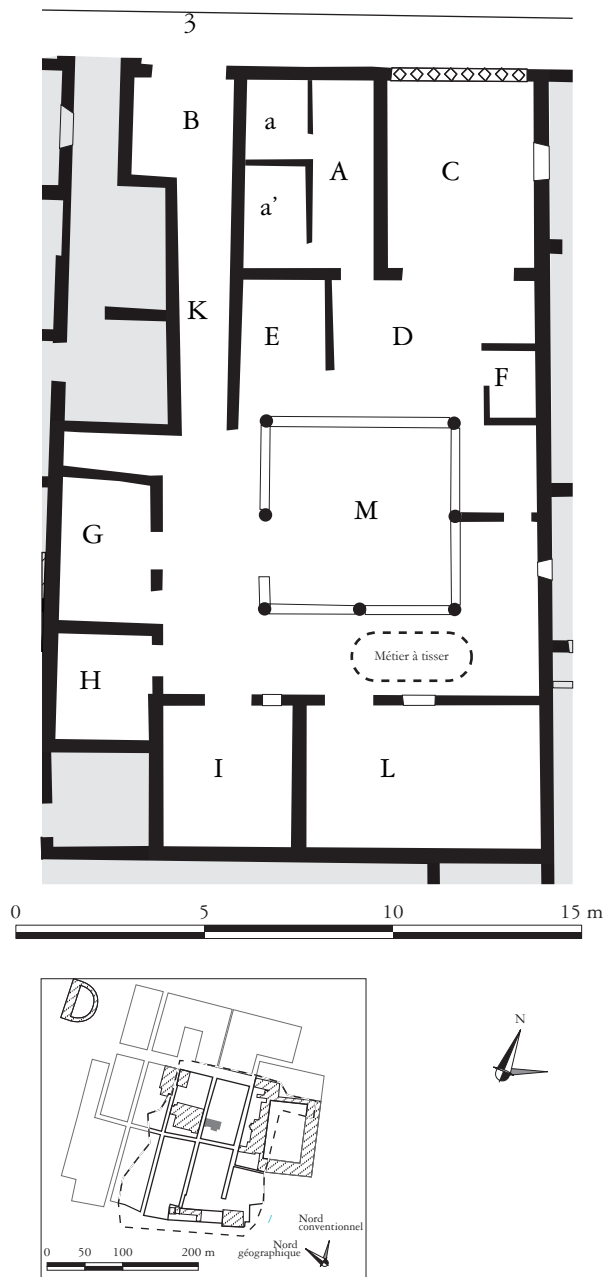 3
B
a
A
C
a’
K
E
D
F
M
G
Métier à tisser
H
I
L
0 5 10 15 m
N
Nord
conventionnel
Nord
géographique
0 50 100 200 m